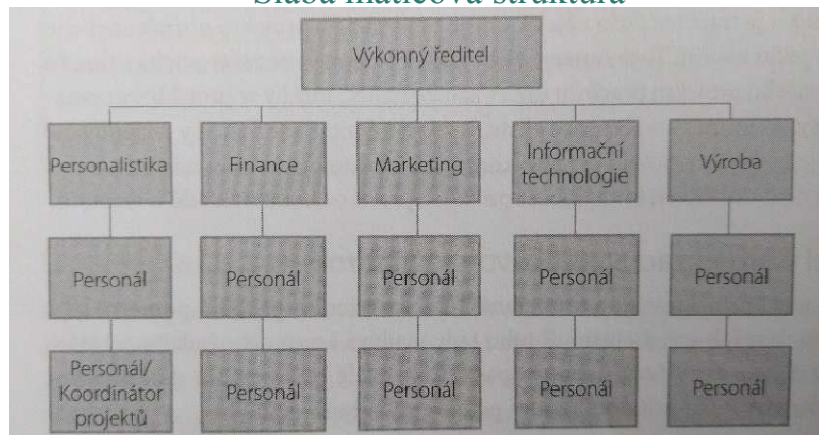 Slabá maticová struktura
Výkonný ředitel
Personalistika
Finance
Marketing
Informační
technologie
Výroba
Personál
Personál
Personál
Personál
Personál
Personál/
Koordinátor
projektů
Personál
Personál
Personál
Personál